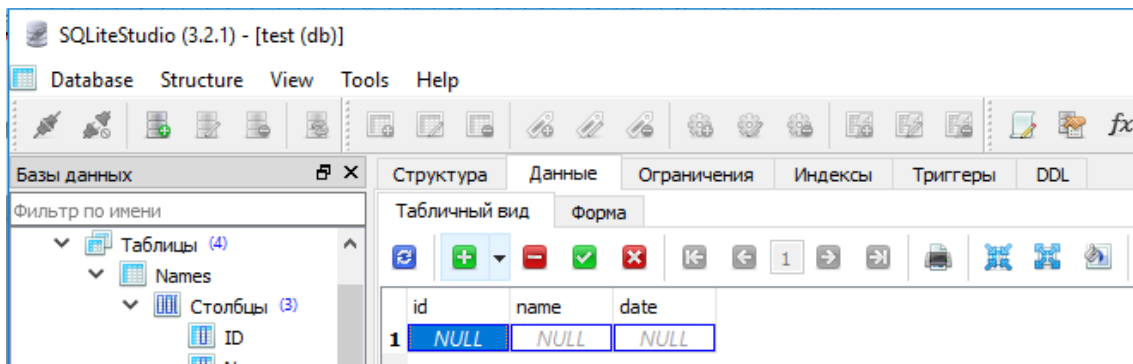 SQLiteStudio (3.2.1) - [test (db)]
Database Structure View Tools Help
fx
Базы данных
Структура Данные Ограничения Индексы Триггеры DDL
Фильтр по имени
Табличный вид Форма
Таблицы (4)
1
Names
Столбцы (3)
id name date
ID
1 NULL NULL NULL